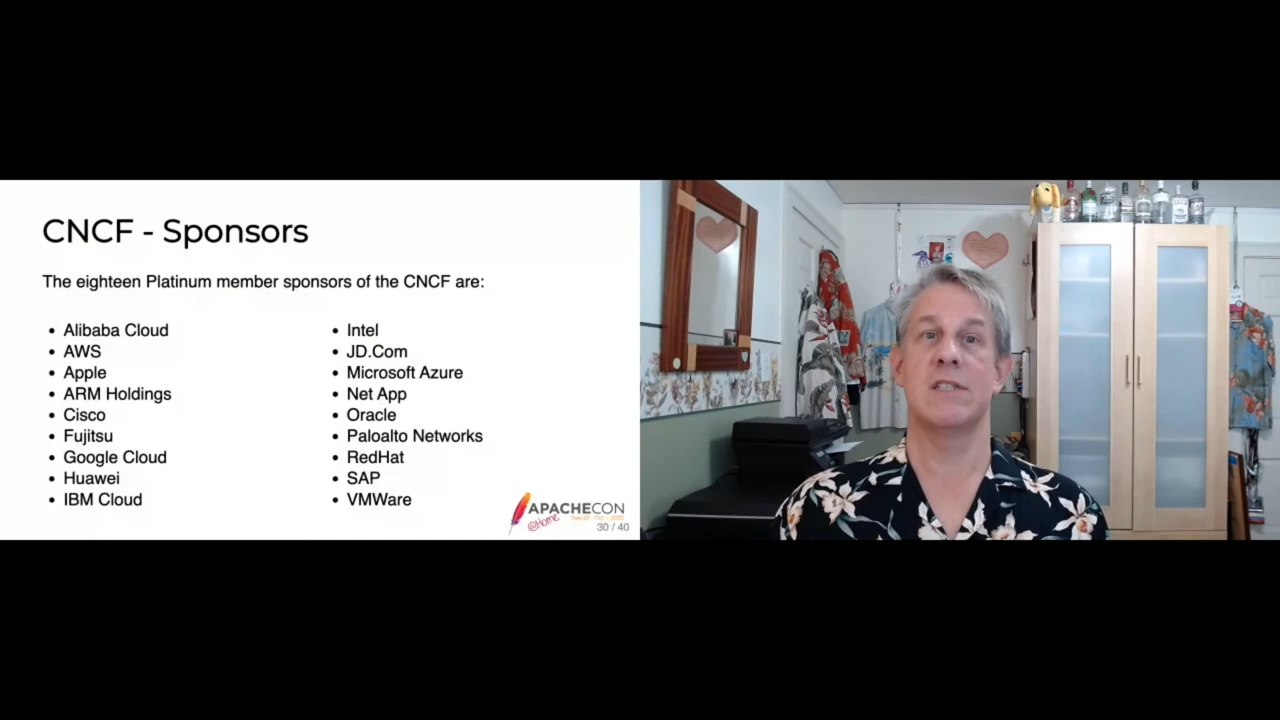 CNCF - Sponsors
The eighteen Platinum member sponsors of the CNCF are:
• Alibaba Cloud
• AWS
• Apple
• ARM Holdings
• Cisco
• Fujitsu
• Google Cloud
• Huawei
• IBM Cloud
• Intel
• JD.Com
• Microsoft Azure
• Net App
• Oracle
• Paloalto Networks
• RedHat
• SAP
• VMWare
APACHECON
@Home
30 / 40